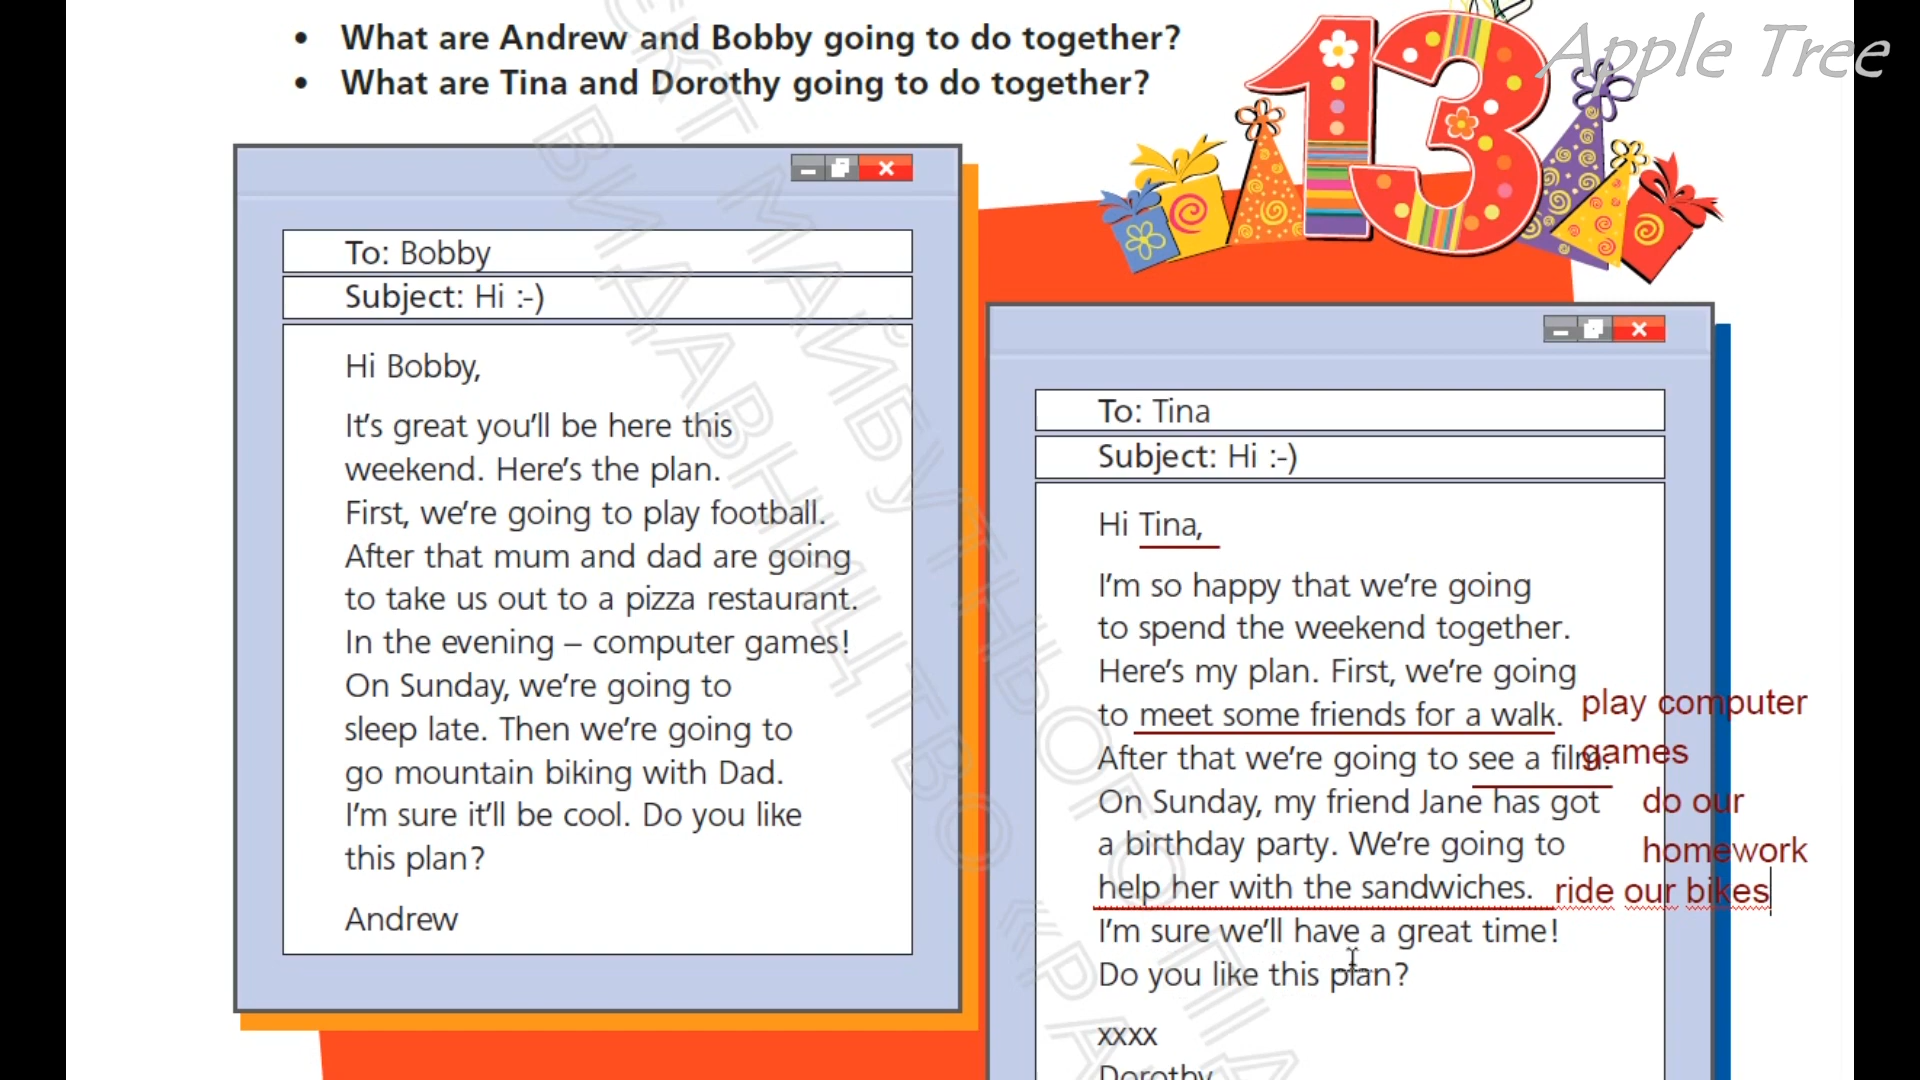 • What are Andrew and Bobby going to do together?
• What are Tina and Dorothy going to do together?
13
Apple Tree
To: Bobby
Subject: Hi :-)
Hi Bobby,
It's great you'll be here this
weekend. Here's the plan.
First, we're going to play football.
After that mum and dad are going
to take us out to a pizza restaurant.
In the evening – computer games!
On Sunday, we're going to
sleep late. Then we're going to
go mountain biking with Dad.
I'm sure it'll be cool. Do you like
this plan?
Andrew
To: Tina
Subject: Hi :-)
Hi Tina,
I'm so happy that we're going
to spend the weekend together.
Here's my plan. First, we're going
to meet some friends for a walk.
After that we're going to see a film.
On Sunday, my friend Jane has got
a birthday party. We're going to
help her with the sandwiches.
I'm sure we'll have a great time!
Do you like this plan?
xxxx
Dorothy
play computer
games
do our
homework
ride our bikes
МАЙБУТНЬОГО ПІД
ВИДАВНИЦТВО «РА